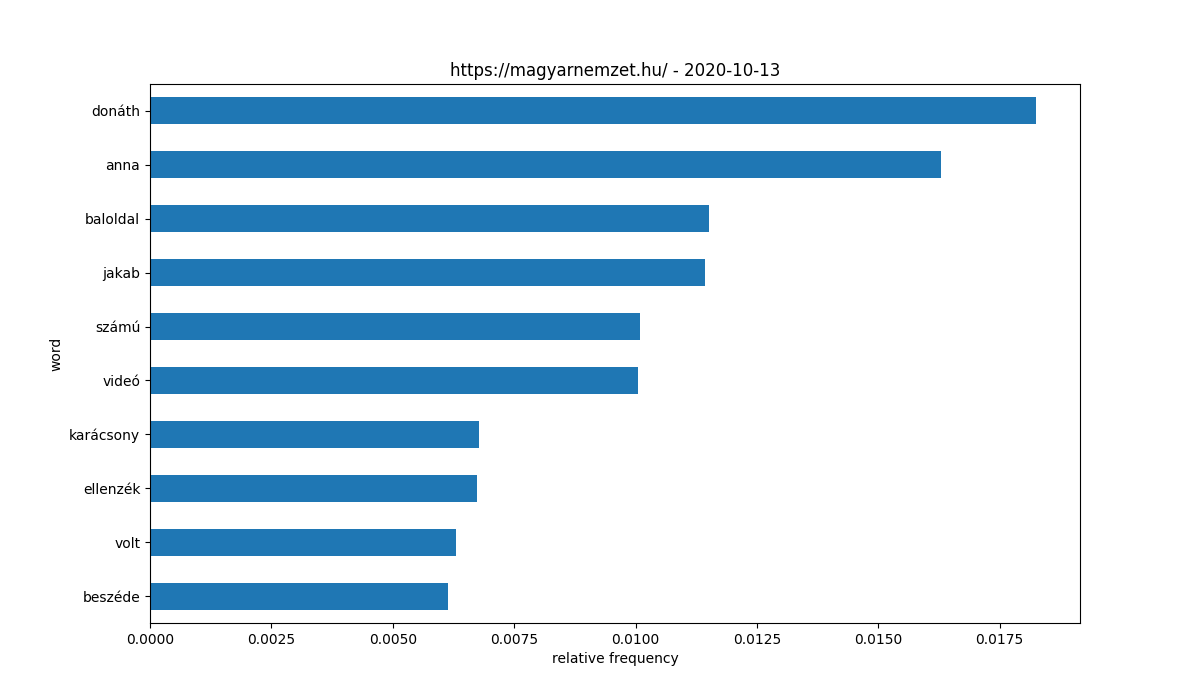 https://magyarnemzet.hu/ - 2020-10-13
word
donáth
anna
baloldal
jakab
számú
videó
karácsony
ellenzék
volt
beszéde
0.0000 0.0025 0.0050 0.0075 0.0100 0.0125 0.0150 0.0175
relative frequency